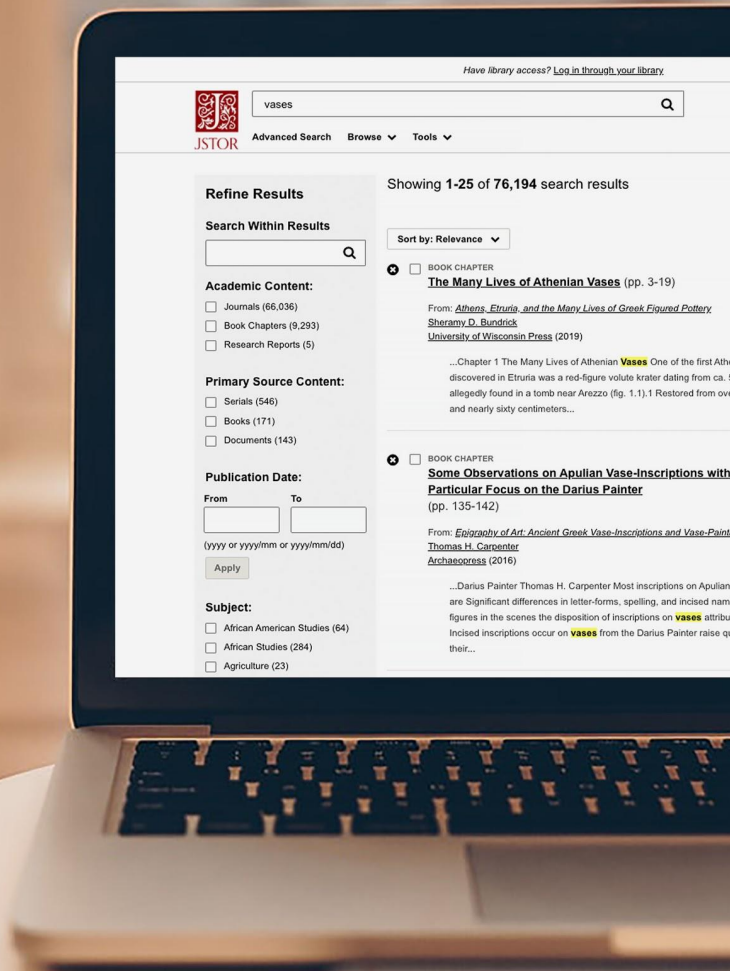 Have library access? Log in through your library
vases
JSTOR
Advanced Search Browse Tools
Refine Results
Search Within Results
Academic Content:
Journals (66,036)
Book Chapters (9,293)
Research Reports (5)
Primary Source Content:
Serials (546)
Books (171)
Documents (143)
Publication Date:
From To
(yyyy or yyyy/mm or yyyy/mm/dd)
Apply
Subject:
African American Studies (64)
African Studies (284)
Agriculture (23)
Showing 1-25 of 76,194 search results
Sort by: Relevance
BOOK CHAPTER
The Many Lives of Athenian Vases (pp. 3-19)
From: Athens, Etruria, and the Many Lives of Greek Figured Pottery
Sheramy D. Bundrick
University of Wisconsin Press (2019)
...Chapter 1 The Many Lives of Athenian Vases One of the first Athe
discovered in Etruria was a red-figure volute krater dating from ca.
allegedly found in a tomb near Arezzo (fig. 1.1).1 Restored from ove
and nearly sixty centimeters...
BOOK CHAPTER
Some Observations on Apulian Vase-Inscriptions with
Particular Focus on the Darius Painter
(pp. 135-142)
From: Epigraphy of Art: Ancient Greek Vase-Inscriptions and Vase-Paint
Thomas H. Carpenter
Archaeopress (2016)
...Darius Painter Thomas H. Carpenter Most inscriptions on Apulian
are Significant differences in letter-forms, spelling, and incised nam
figures in the scenes the disposition of inscriptions on vases attribu
Incised inscriptions occur on vases from the Darius Painter raise qu
their...